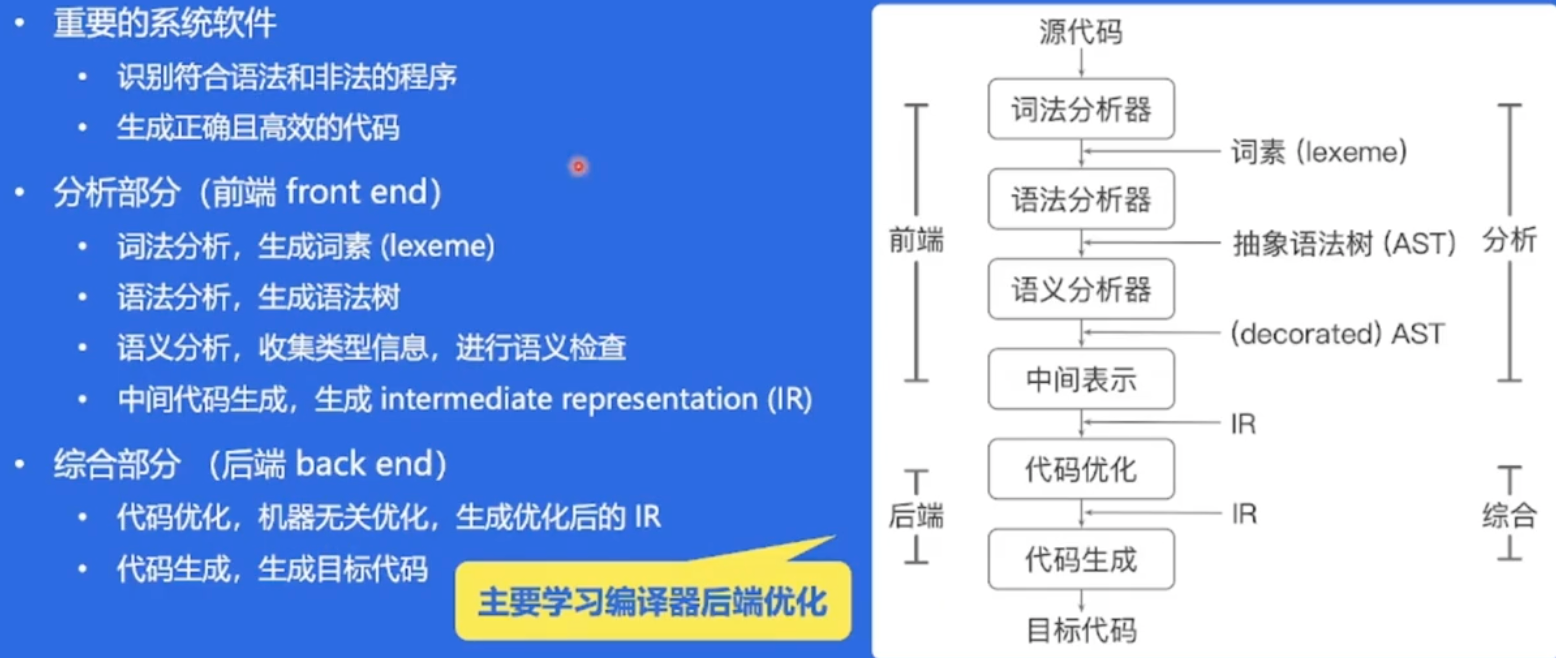 • 重要的系统软件
• 识别符合语法和非法的程序
• 生成正确且高效的代码
• 分析部分（前端 front end）
• 词法分析，生成词素 (lexeme)
• 语法分析，生成语法树
• 语义分析，收集类型信息，进行语义检查
• 中间代码生成，生成 intermediate representation (IR)
• 综合部分 （后端 back end）
• 代码优化，机器无关优化，生成优化后的 IR
• 代码生成，生成目标代码
主要学习编译器后端优化
源代码
词法分析器
词素 (lexeme)
语法分析器
前端
抽象语法树 (AST)
分析
语义分析器
(decorated) AST
中间表示
IR
代码优化
后端
IR
综合
代码生成
目标代码